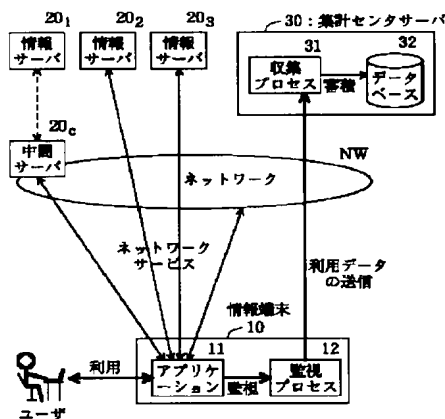 20₁
20₂
20₃
情報
サーバ
情報
サーバ
情報
サーバ
30：集計センタサーバ
31
32
収集
プロセス
蓄積
データ
ベース
20c
中間
サーバ
NW
ネットワーク
ネットワーク
サービス
利用データ
の送信
情報端末
10
11
12
利用
アプリケ
ーション
監視
監視
プロセス
ユーザ